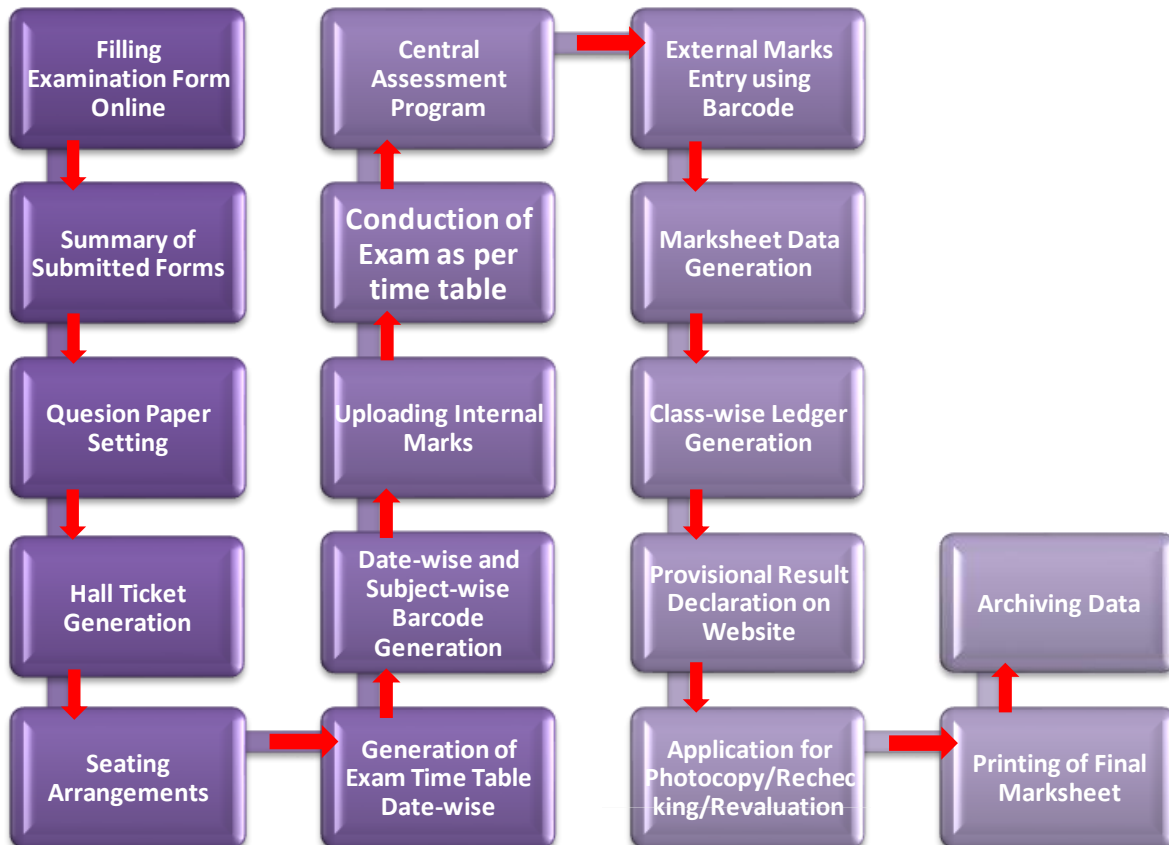 Filling
Examination Form
Online
Summary of
Submitted Forms
Quesion Paper
Setting
Hall Ticket
Generation
Seating
Arrangements
Generation of
Exam Time Table
Date-wise
Date-wise and
Subject-wise
Barcode
Generation
Uploading Internal
Marks
Conduction of
Exam as per
time table
Central
Assessment
Program
External Marks
Entry using
Barcode
Marksheet Data
Generation
Class-wise Ledger
Generation
Provisional Result
Declaration on
Website
Application for
Photocopy/Rechec
king/Revaluation
Printing of Final
Marksheet
Archiving Data